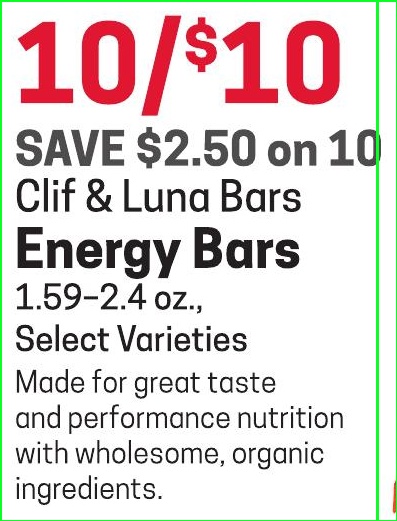 10/$10
SAVE $2.50 on 10
Clif & Luna Bars
Energy Bars
1.59–2.4 oz.,
Select Varieties
Made for great taste
and performance nutrition
with wholesome, organic
ingredients.